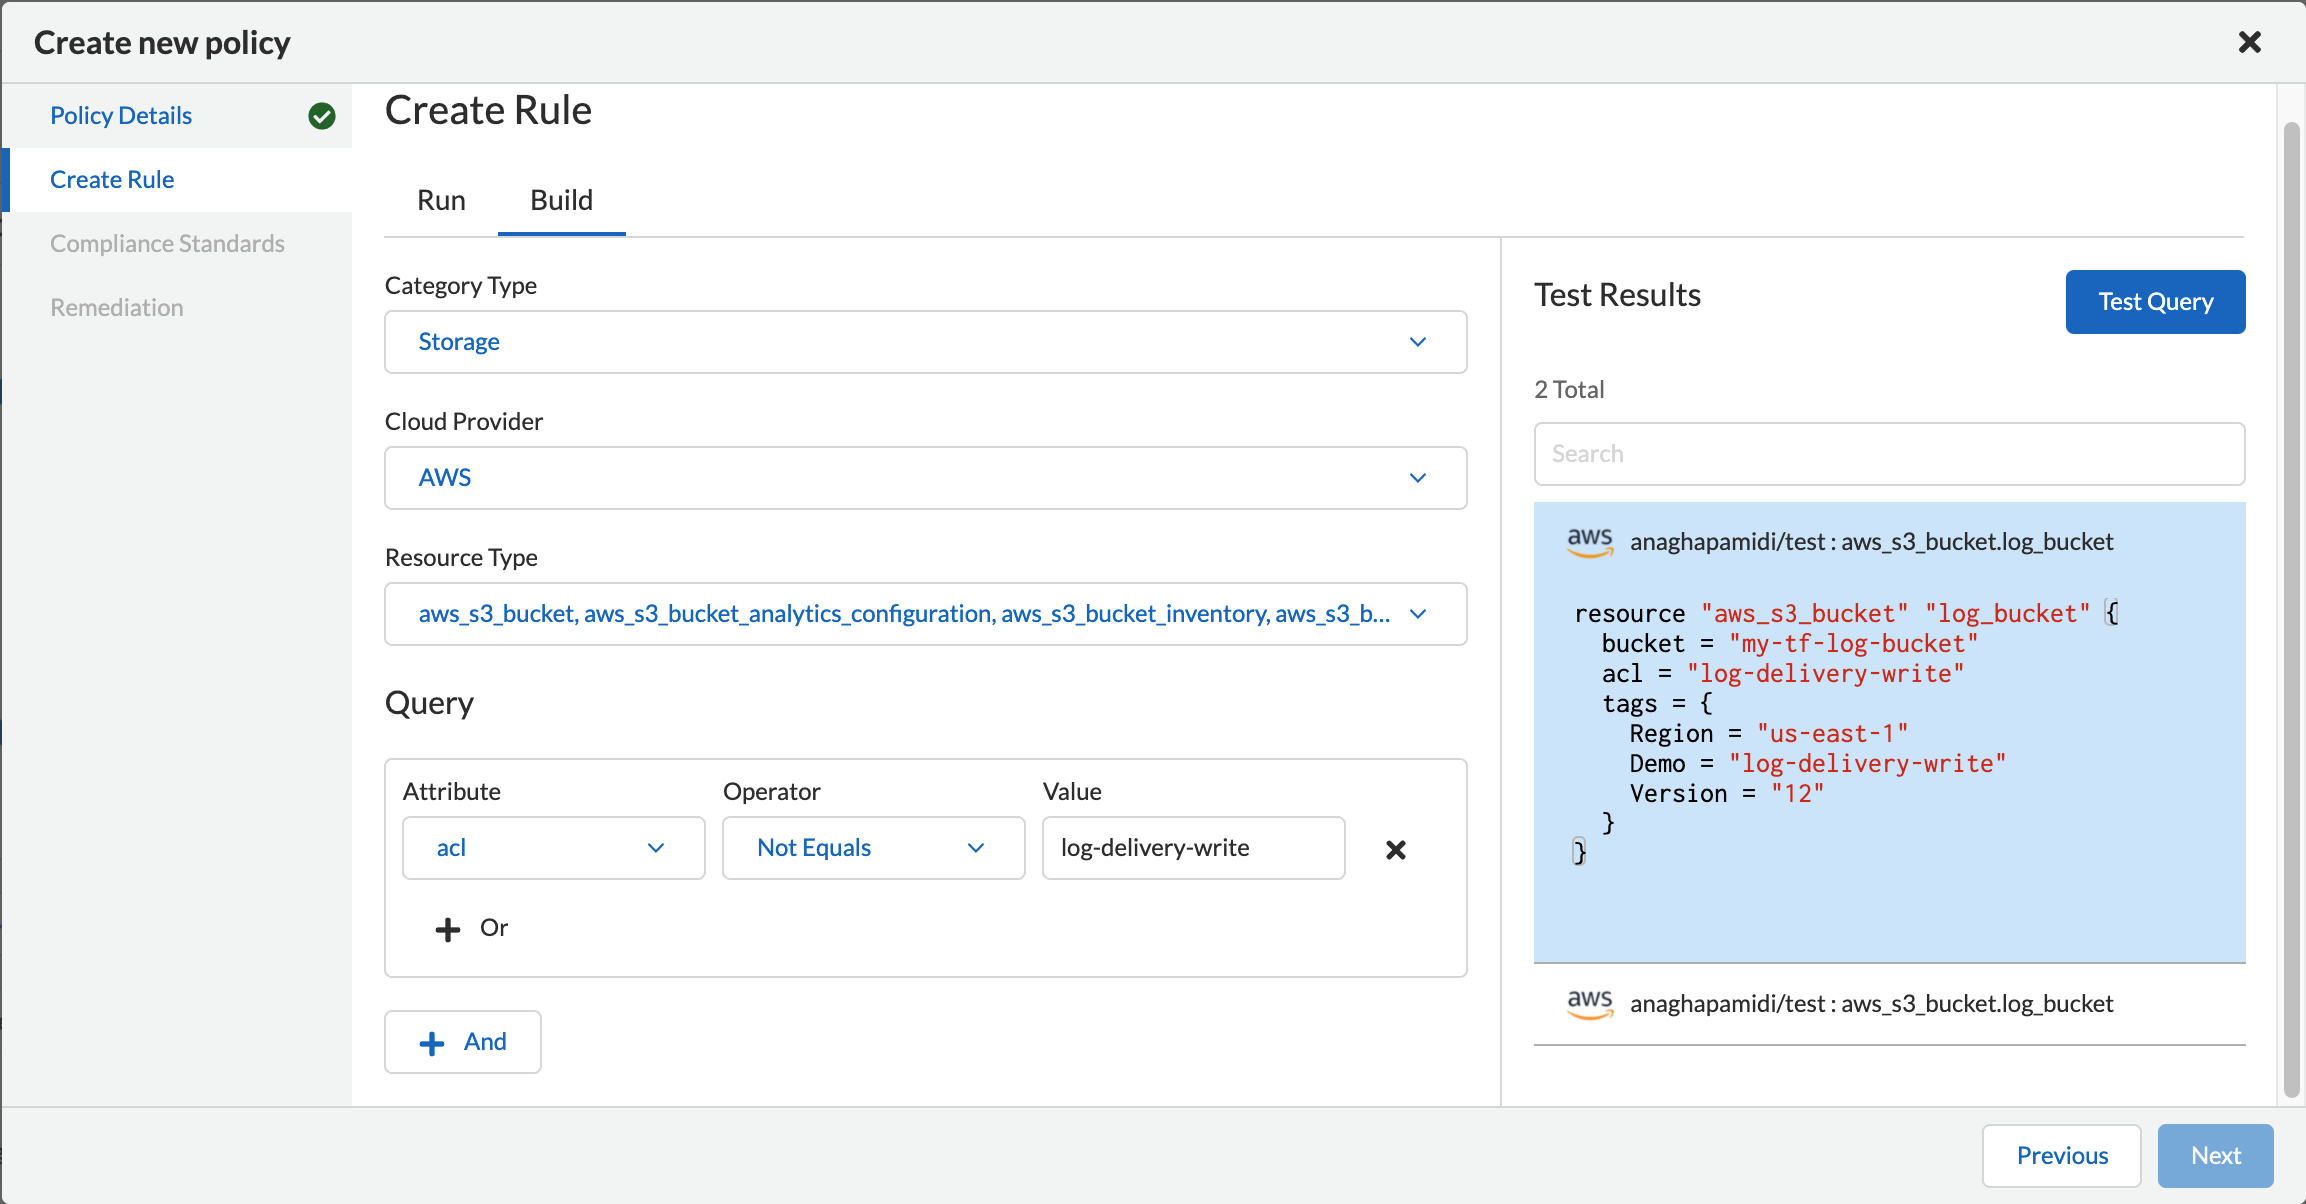 Create new policy
Policy Details
Create Rule
Compliance Standards
Remediation
Create Rule
Run Build
Category Type
Storage
Cloud Provider
AWS
Resource Type
aws_s3_bucket, aws_s3_bucket_analytics_configuration, aws_s3_bucket_inventory, aws_s3_b...
Query
Attribute Operator Value
acl Not Equals log-delivery-write
Or
And
Test Results
Test Query
2 Total
Search
aws anaghapamidi/test : aws_s3_bucket.log_bucket
resource "aws_s3_bucket" "log_bucket" {
bucket = "my-tf-log-bucket"
acl = "log-delivery-write"
tags = {
Region = "us-east-1"
Demo = "log-delivery-write"
Version = "12"
}
}
aws anaghapamidi/test : aws_s3_bucket.log_bucket
Previous Next